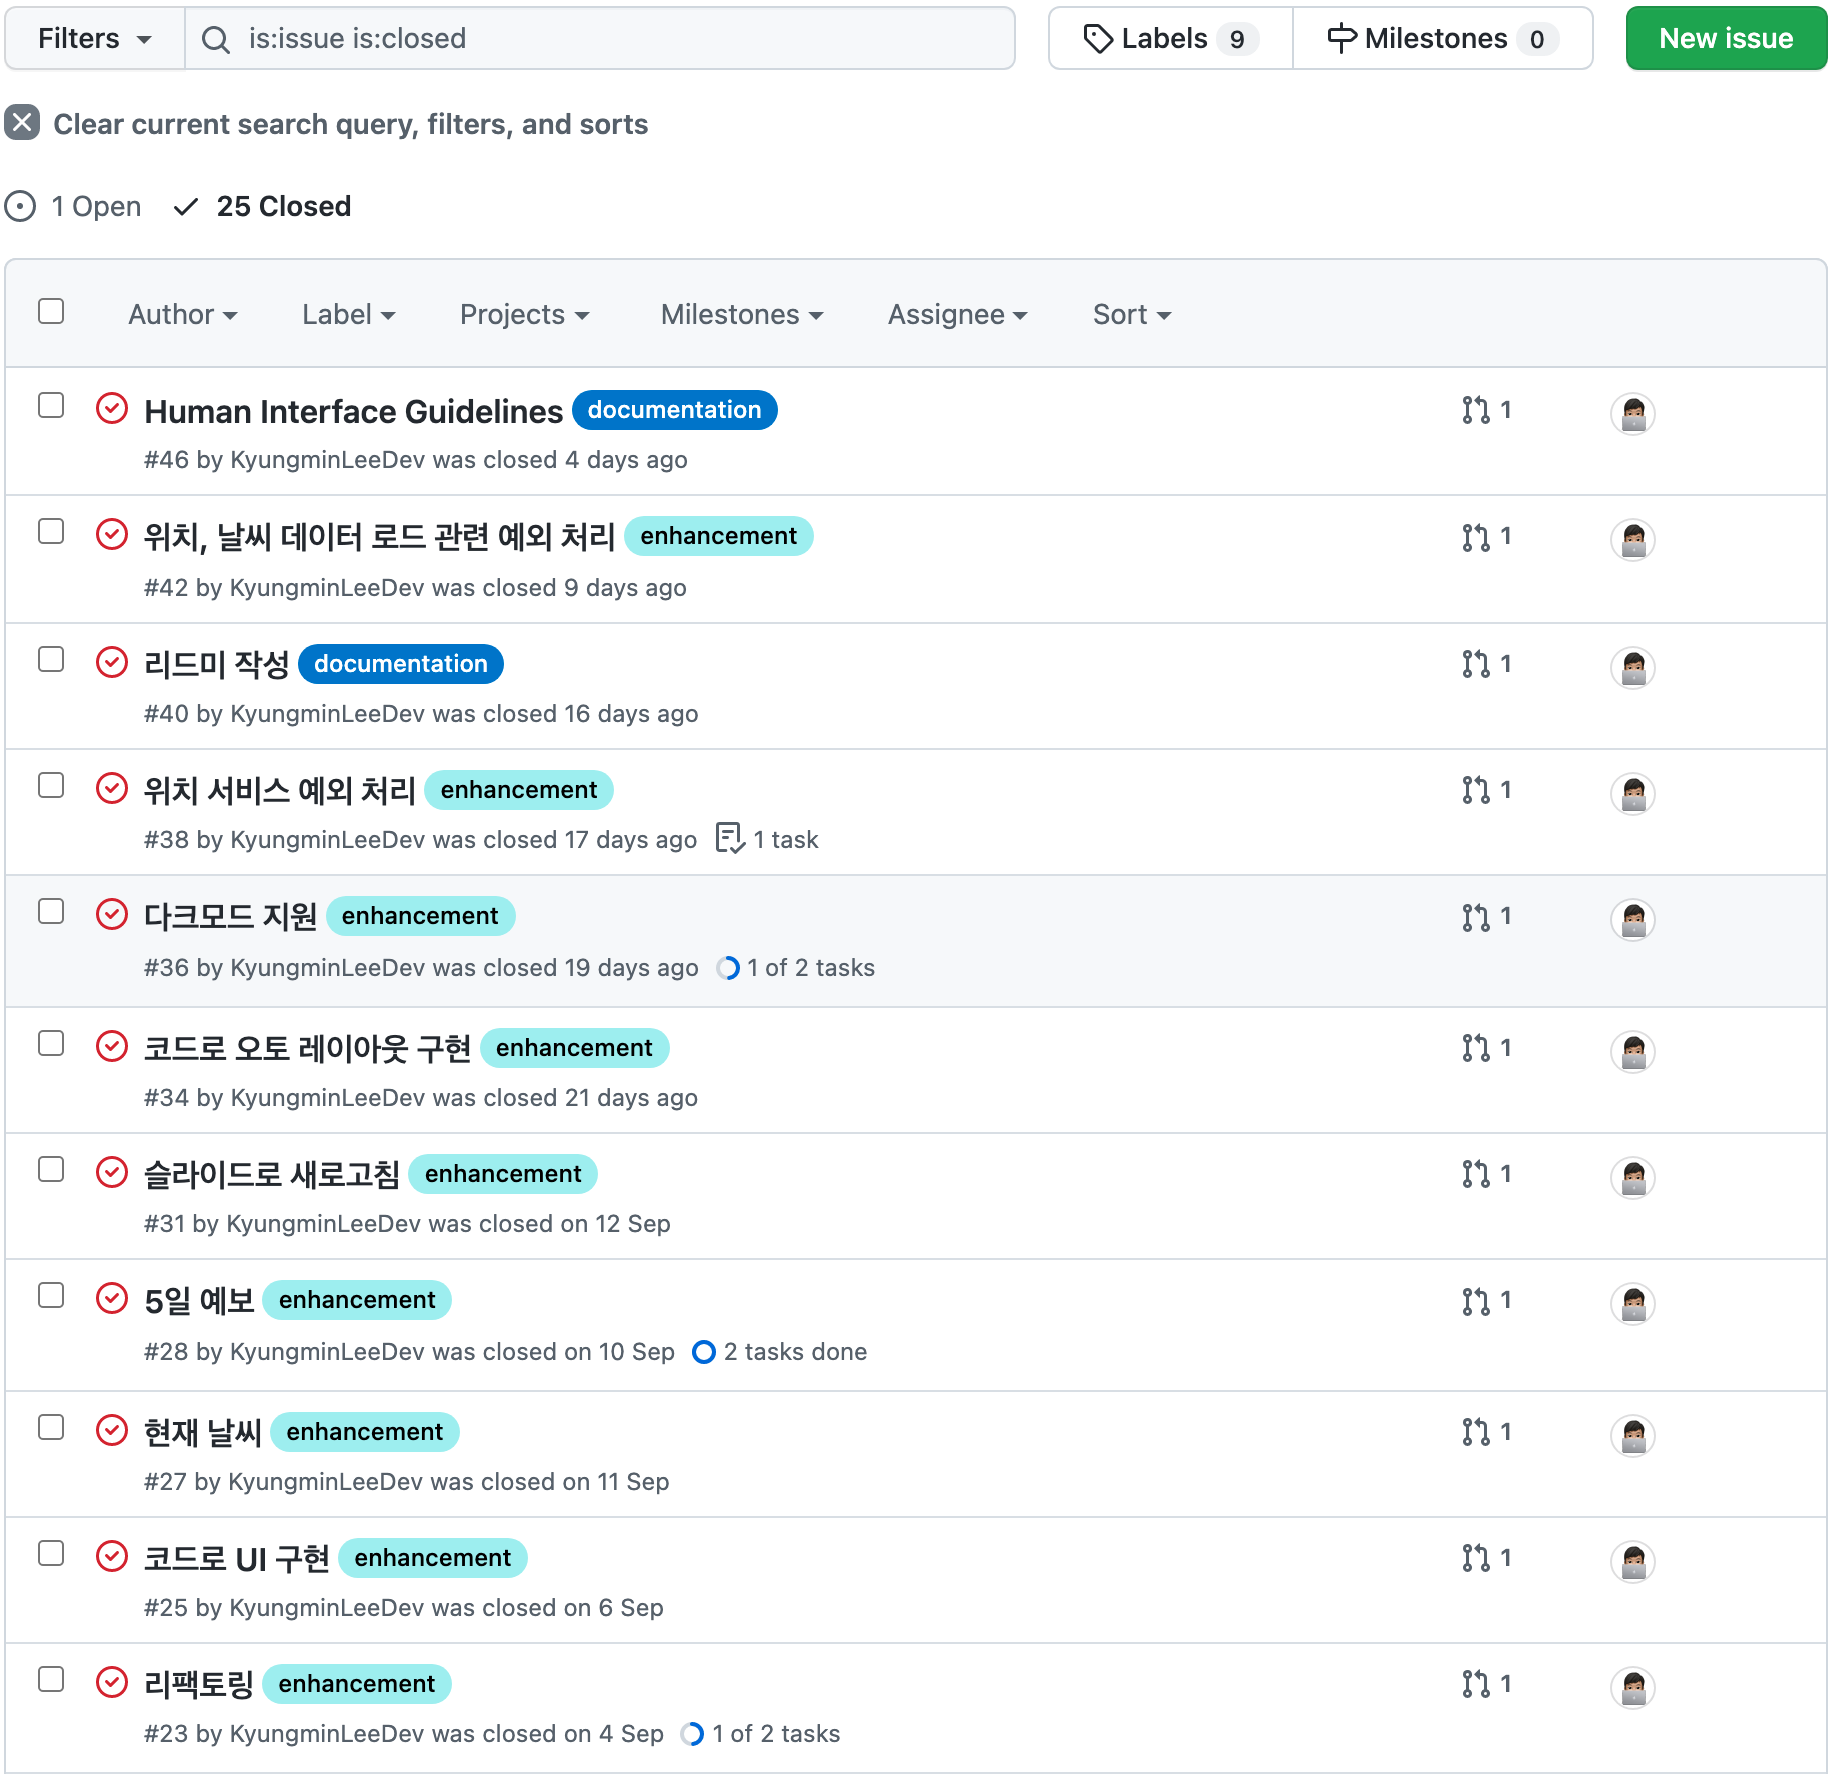 Filters is:issue is:closed Labels 9 Milestones 0 New issue
Clear current search query, filters, and sorts
1 Open 25 Closed
Author Label Projects Milestones Assignee Sort
Human Interface Guidelines documentation 1
#46 by KyungminLeeDev was closed 4 days ago
위치, 날씨 데이터 로드 관련 예외 처리 enhancement 1
#42 by KyungminLeeDev was closed 9 days ago
리드미 작성 documentation 1
#40 by KyungminLeeDev was closed 16 days ago
위치 서비스 예외 처리 enhancement 1
#38 by KyungminLeeDev was closed 17 days ago 1 task
다크모드 지원 enhancement 1
#36 by KyungminLeeDev was closed 19 days ago 1 of 2 tasks
코드로 오토 레이아웃 구현 enhancement 1
#34 by KyungminLeeDev was closed 21 days ago
슬라이드로 새로고침 enhancement 1
#31 by KyungminLeeDev was closed on 12 Sep
5일 예보 enhancement 1
#28 by KyungminLeeDev was closed on 10 Sep 2 tasks done
현재 날씨 enhancement 1
#27 by KyungminLeeDev was closed on 11 Sep
코드로 UI 구현 enhancement 1
#25 by KyungminLeeDev was closed on 6 Sep
리팩토링 enhancement 1
#23 by KyungminLeeDev was closed on 4 Sep 1 of 2 tasks